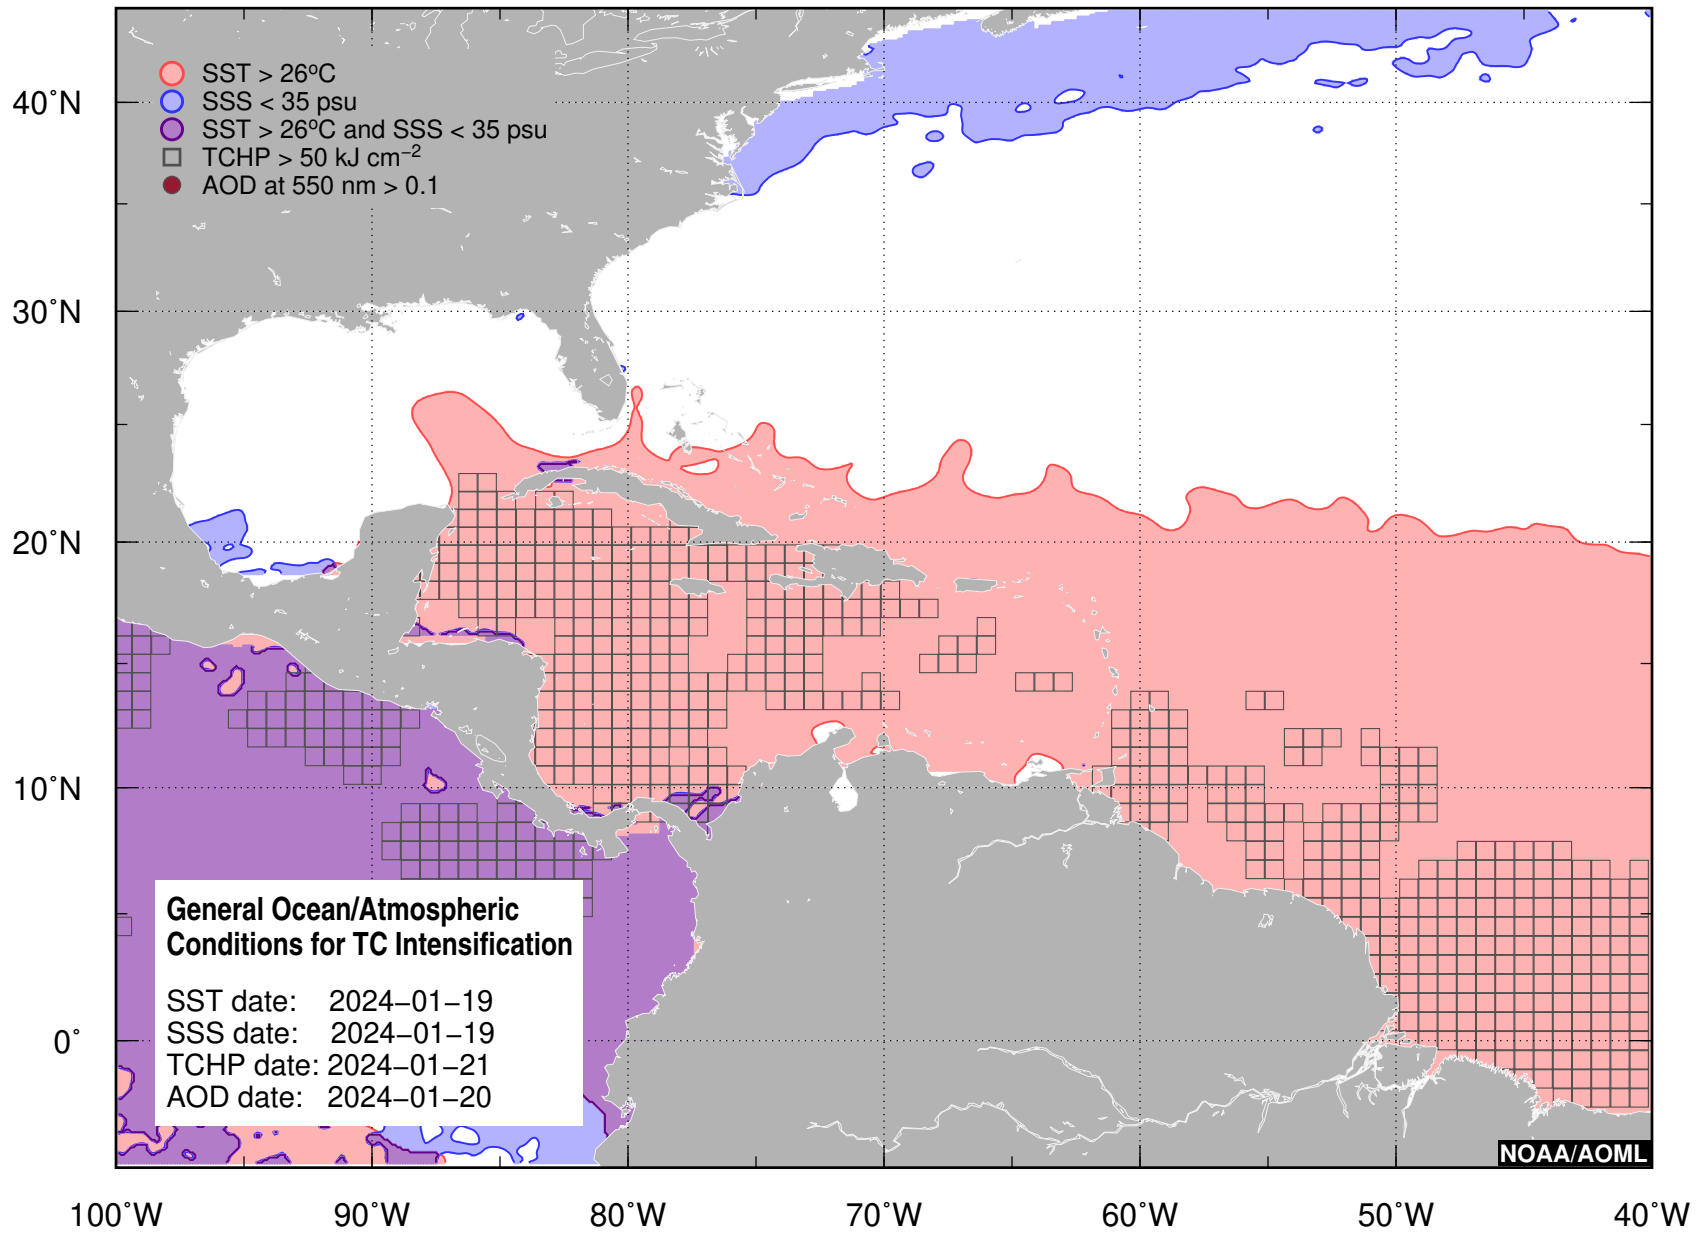 SST > 26ºC
SSS < 35 psu
SST > 26ºC and SSS < 35 psu
TCHP > 50 kJ cm⁻²
AOD at 550 nm > 0.1
40˚N
30˚N
20˚N
10˚N
0˚
General Ocean/Atmospheric
Conditions for TC Intensification
SST date: 2024−01−19
SSS date: 2024−01−19
TCHP date: 2024−01−21
AOD date: 2024−01−20
NOAA/AOML
100˚W 90˚W 80˚W 70˚W 60˚W 50˚W 40˚W